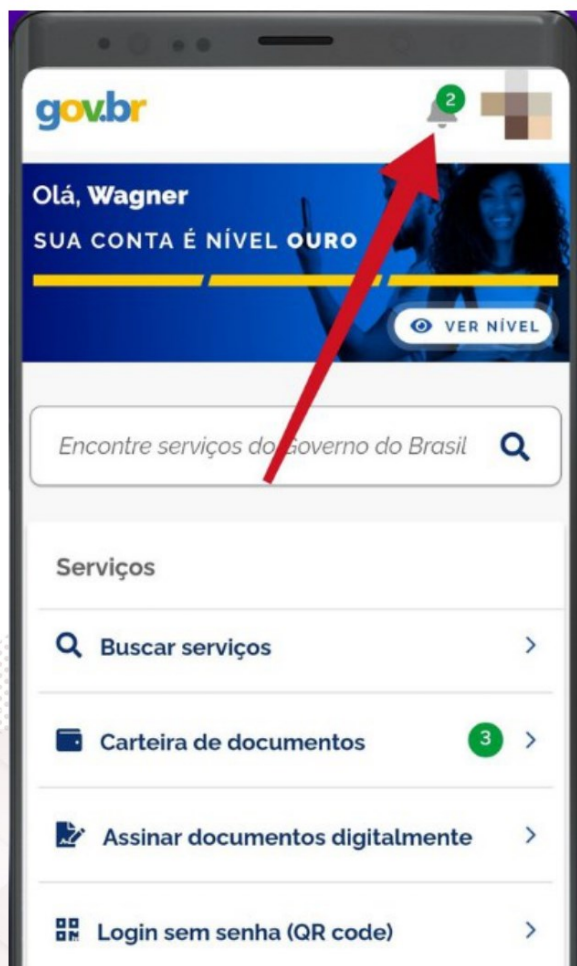 gov.br
2
Olá, Wagner
SUA CONTA É NÍVEL OURO
VER NÍVEL
Encontre serviços do Governo do Brasil
Serviços
Buscar serviços
Carteira de documentos 3
Assinar documentos digitalmente
Login sem senha (QR code)